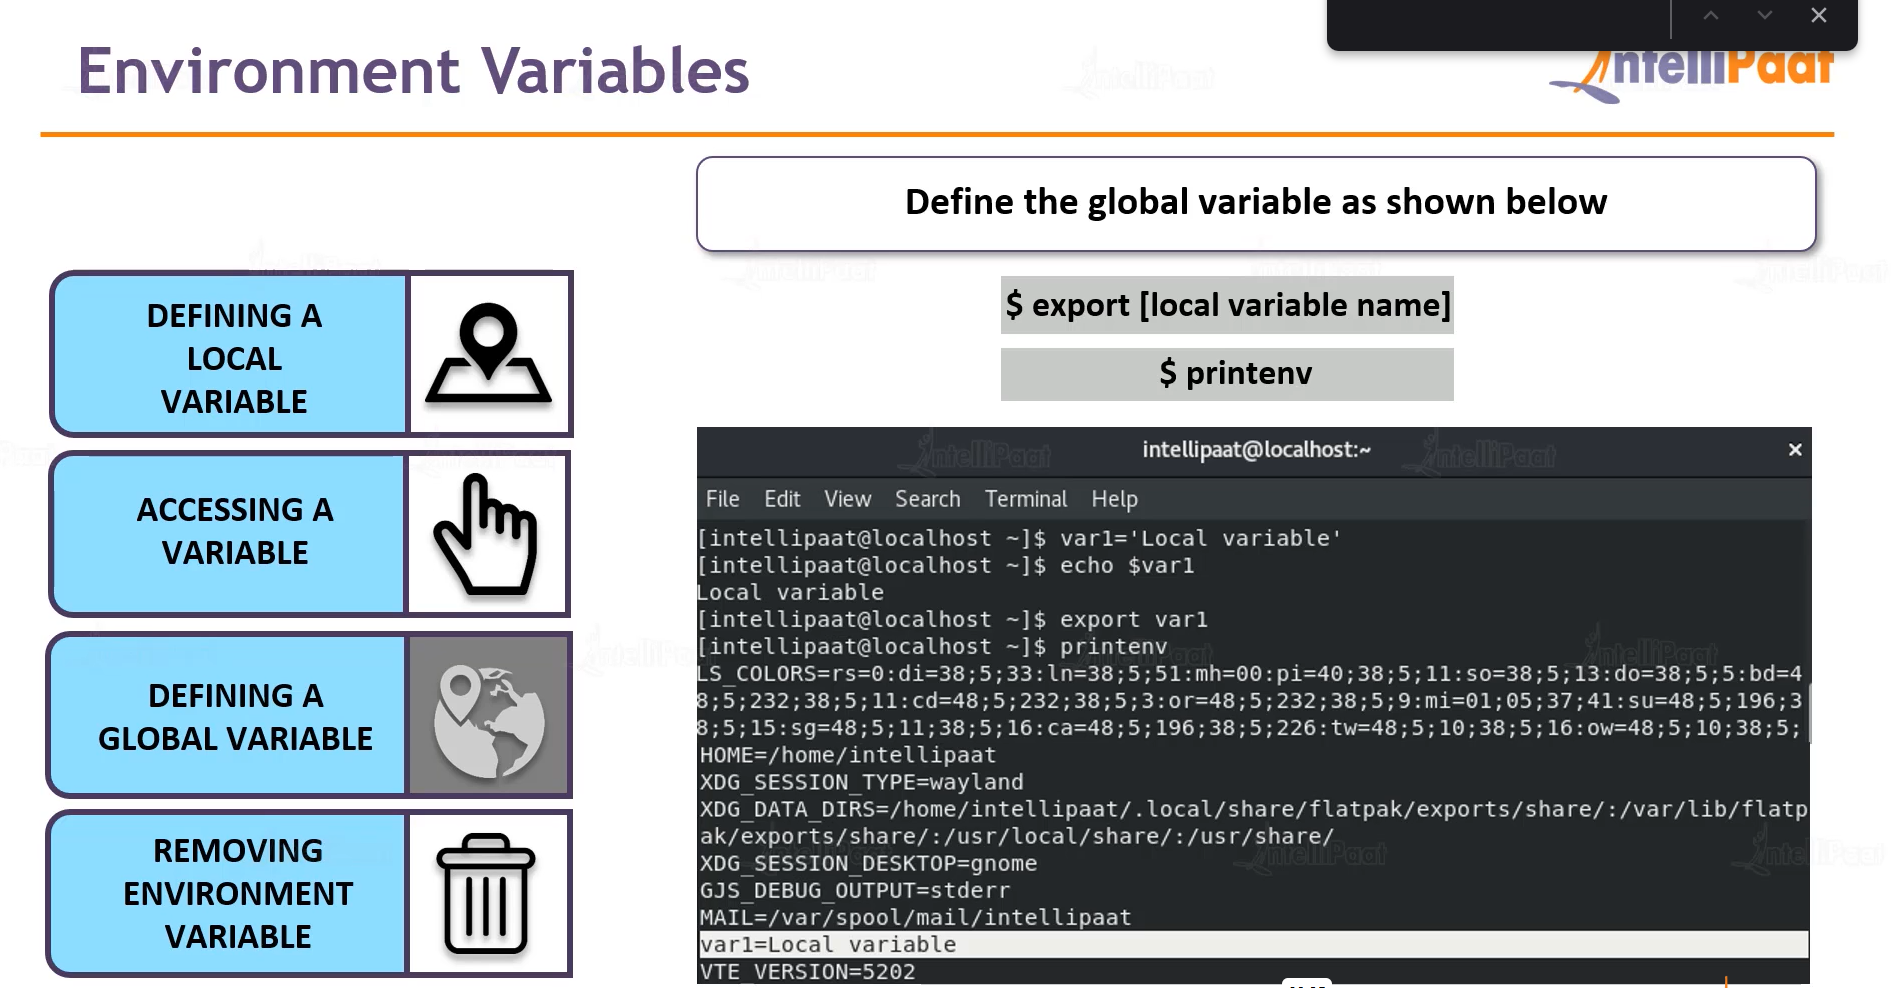 Environment Variables
IntelliPaat
Define the global variable as shown below
DEFINING A
LOCAL
VARIABLE
ACCESSING A
VARIABLE
DEFINING A
GLOBAL VARIABLE
REMOVING
ENVIRONMENT
VARIABLE
$ export [local variable name]
$ printenv
intellipaat@localhost:~
File Edit View Search Terminal Help
[intellipaat@localhost ~]$ var1='Local variable'
[intellipaat@localhost ~]$ echo $var1
Local variable
[intellipaat@localhost ~]$ export var1
[intellipaat@localhost ~]$ printenv
LS_COLORS=rs=0:di=38;5;33:ln=38;5;51:mh=00:pi=40;38;5;11:so=38;5;13:do=38;5;5:bd=4
8;5;232;38;5;11:cd=48;5;232;38;5;3:or=48;5;232;38;5;9:mi=01;05;37;41:su=48;5;196;3
8;5;15:sg=48;5;11;38;5;16:ca=48;5;196;38;5;226:tw=48;5;10;38;5;16:ow=48;5;10;38;5;
HOME=/home/intellipaat
XDG_SESSION_TYPE=wayland
XDG_DATA_DIRS=/home/intellipaat/.local/share/flatpak/exports/share/:/var/lib/flatp
ak/exports/share/:/usr/local/share/:/usr/share/
XDG_SESSION_DESKTOP=gnome
GJS_DEBUG_OUTPUT=stderr
MAIL=/var/spool/mail/intellipaat
var1=Local variable
VTE_VERSION=5202